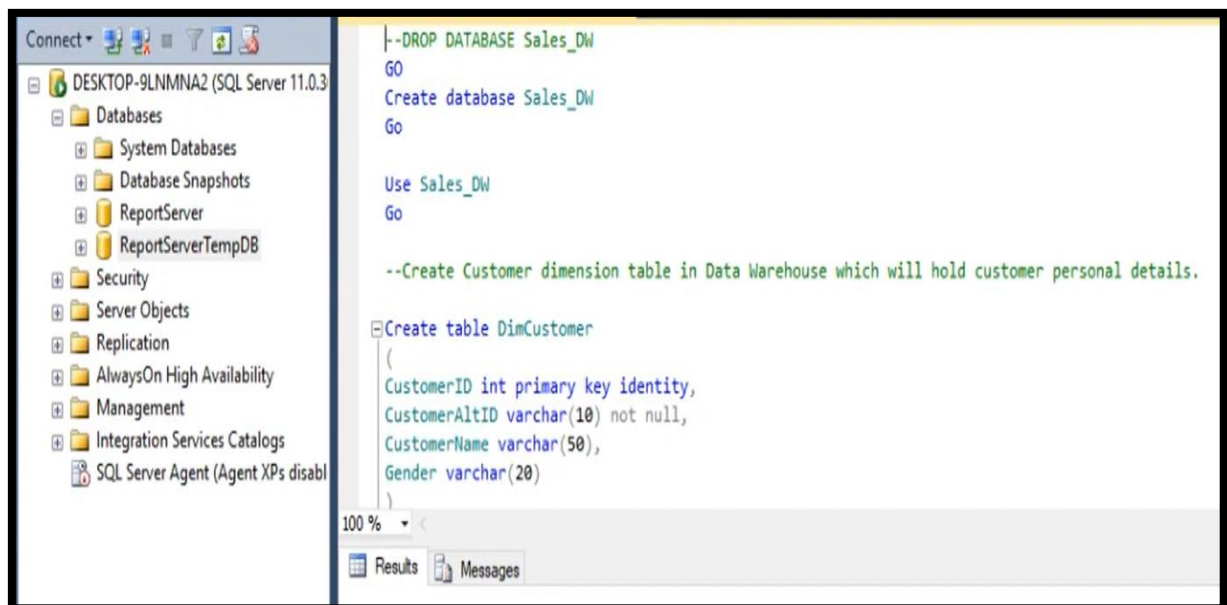 Connect
DESKTOP-9LNMNA2 (SQL Server 11.0.3
Databases
System Databases
Database Snapshots
ReportServer
ReportServerTempDB
Security
Server Objects
Replication
AlwaysOn High Availability
Management
Integration Services Catalogs
SQL Server Agent (Agent XPs disabl
--DROP DATABASE Sales_DW
GO
Create database Sales_DW
Go
Use Sales_DW
Go
--Create Customer dimension table in Data Warehouse which will hold customer personal details.
Create table DimCustomer
(
CustomerID int primary key identity,
CustomerAltID varchar(10) not null,
CustomerName varchar(50),
Gender varchar(20)
)
100 %
Results Messages